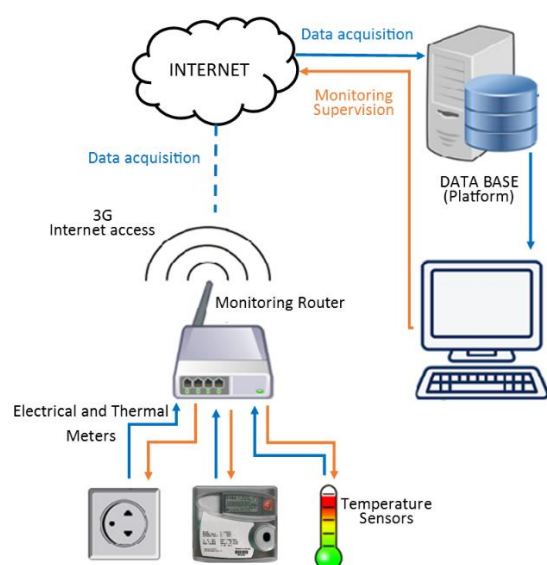 Data acquisition
INTERNET
Monitoring
Supervision
Data acquisition
DATA BASE
(Platform)
3G
Internet access
Monitoring Router
Electrical and Thermal
Meters
Temperature
Sensors